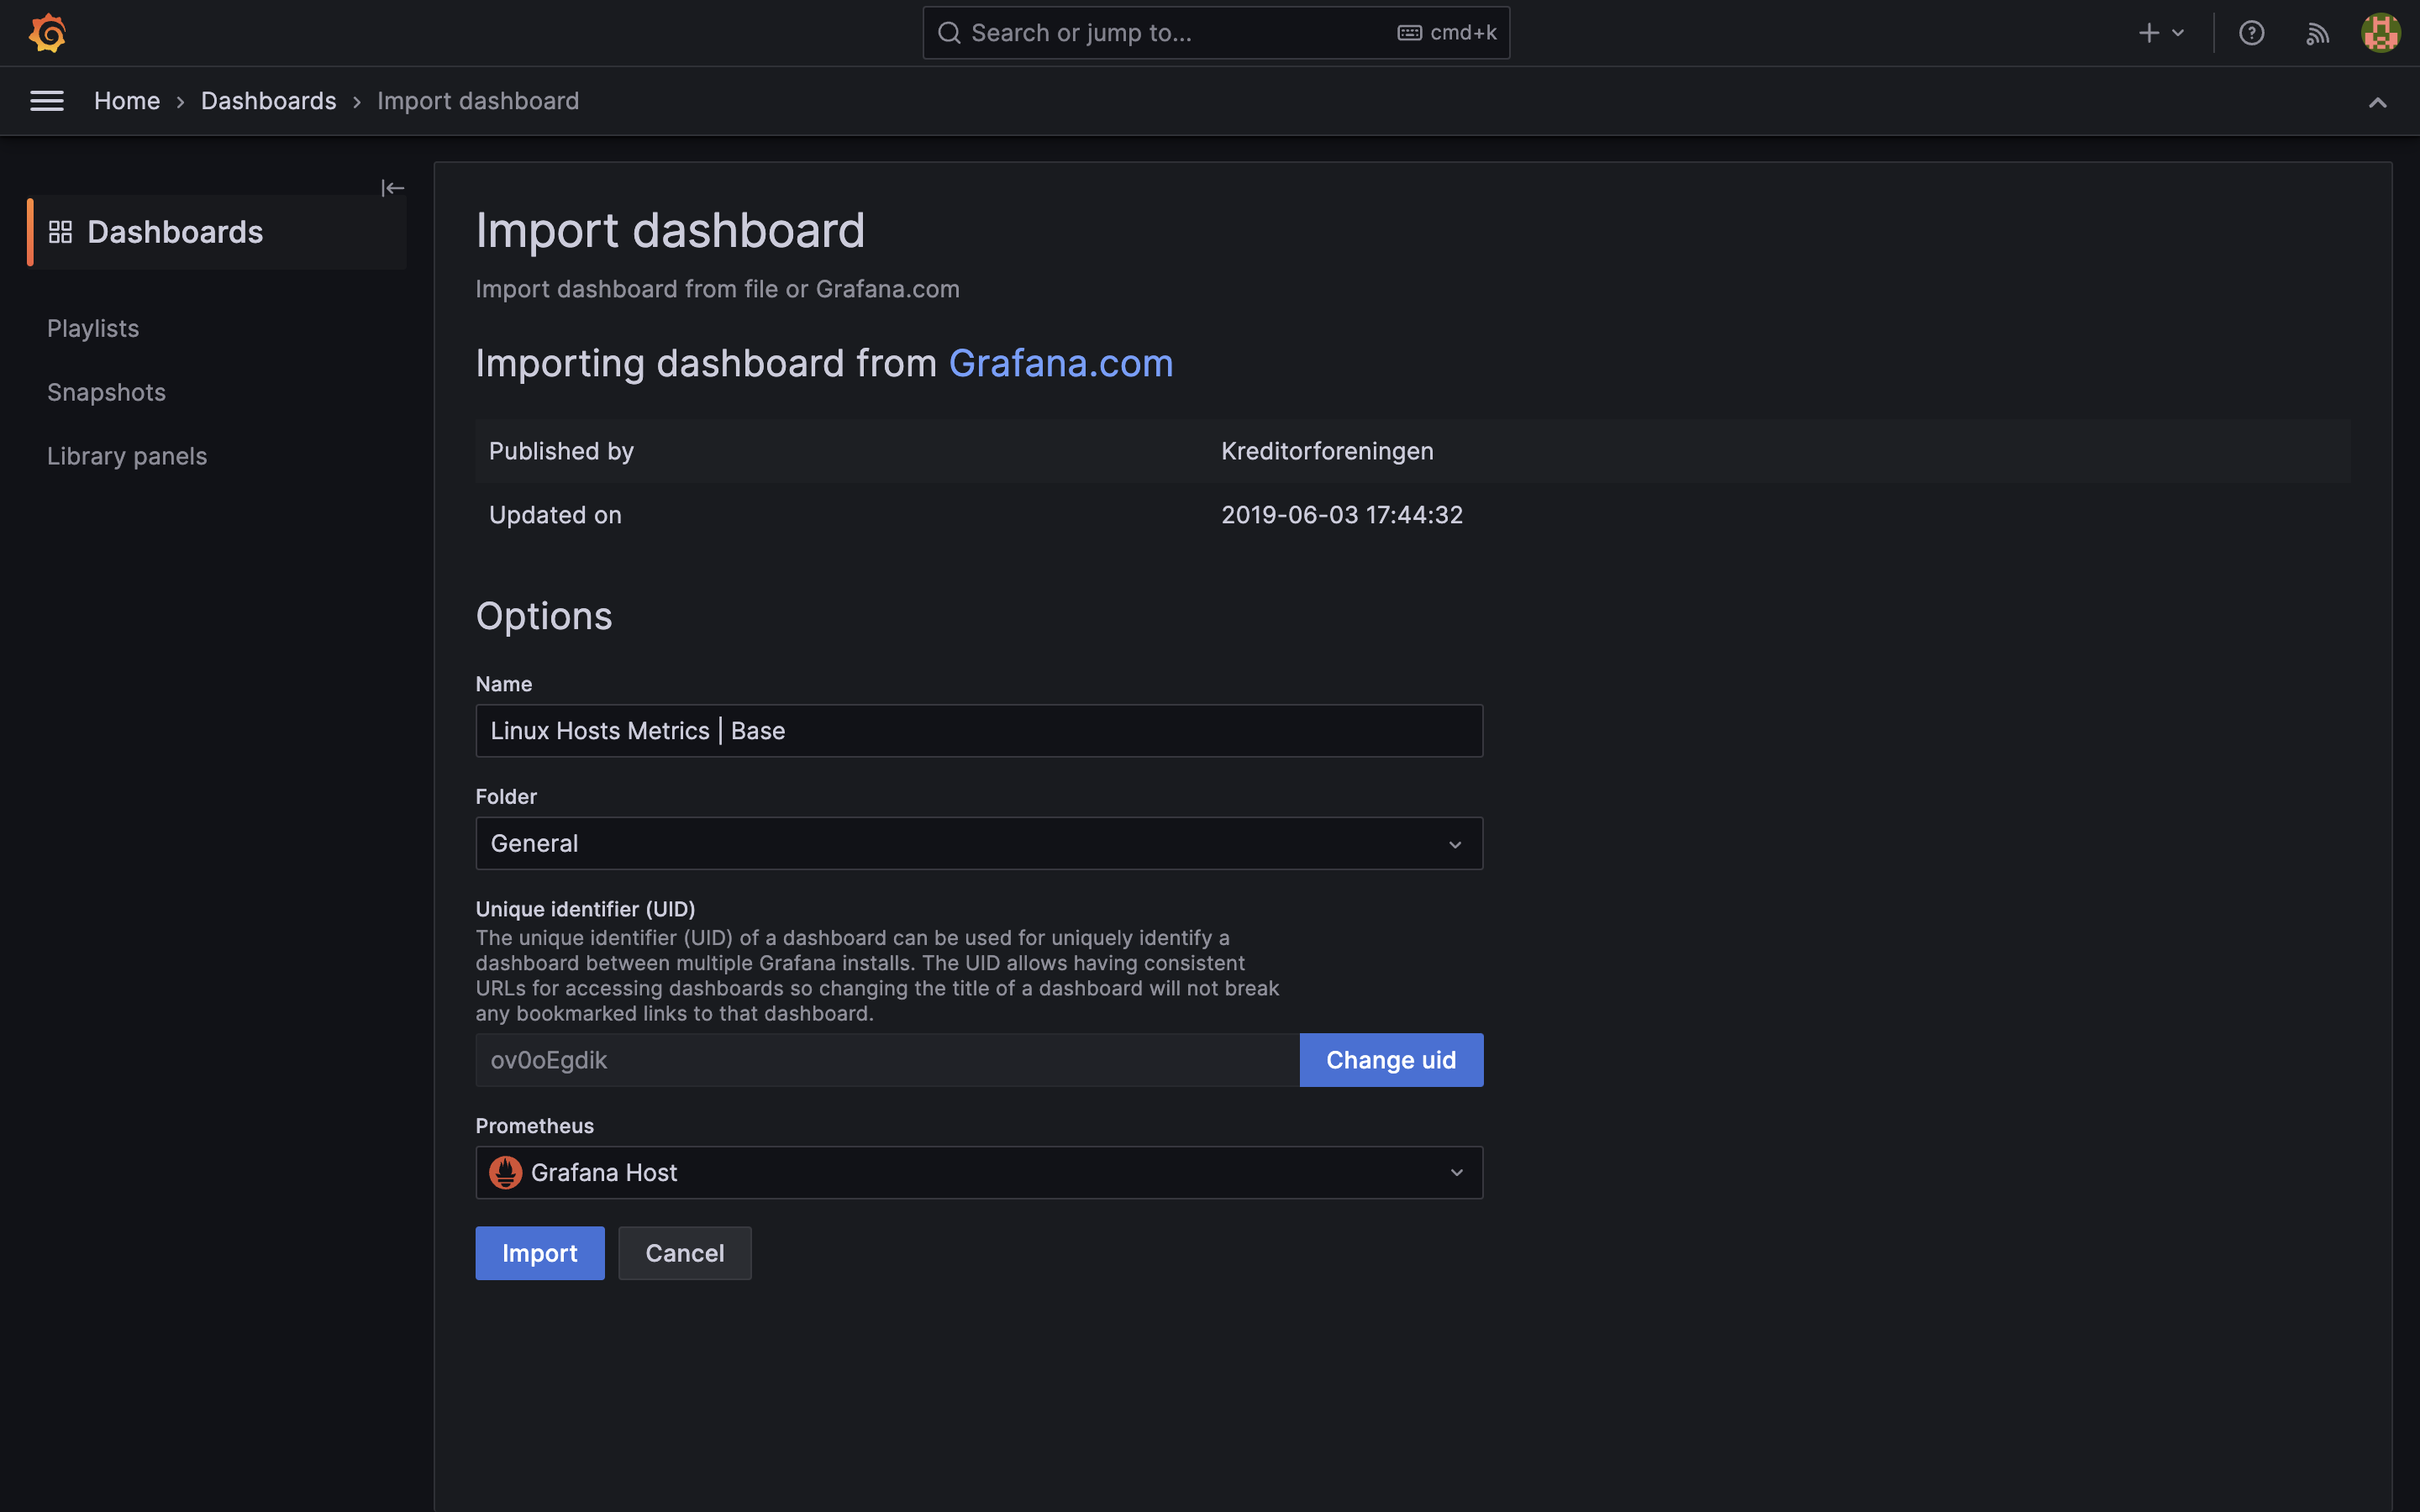 Search or jump to... cmd+k
Home › Dashboards › Import dashboard
Dashboards
Playlists
Snapshots
Library panels
Import dashboard
Import dashboard from file or Grafana.com
Importing dashboard from Grafana.com
Published by Kreditorforeningen
Updated on 2019-06-03 17:44:32
Options
Name
Linux Hosts Metrics | Base
Folder
General
Unique identifier (UID)
The unique identifier (UID) of a dashboard can be used for uniquely identify a
dashboard between multiple Grafana installs. The UID allows having consistent
URLs for accessing dashboards so changing the title of a dashboard will not break
any bookmarked links to that dashboard.
ov0oEgdik Change uid
Prometheus
Grafana Host
Import Cancel